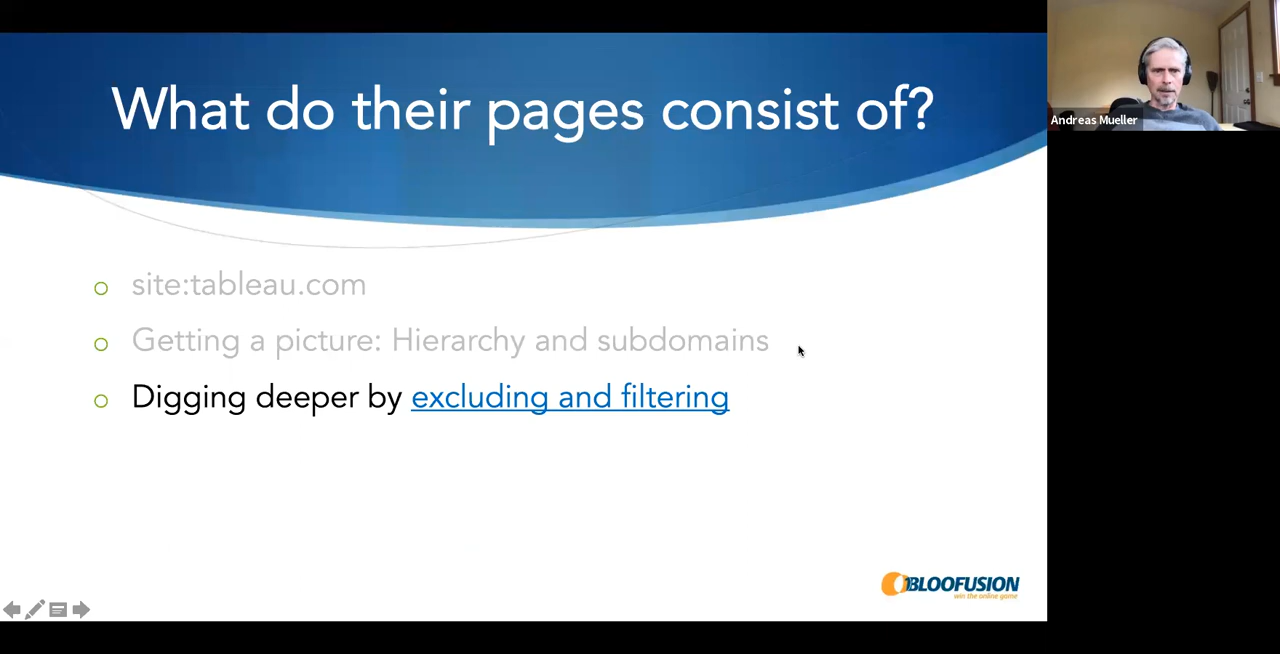 What do their pages consist of?
Andreas Mueller
site:tableau.com
Getting a picture: Hierarchy and subdomains
Digging deeper by excluding and filtering
BLOOFUSION
win the online game